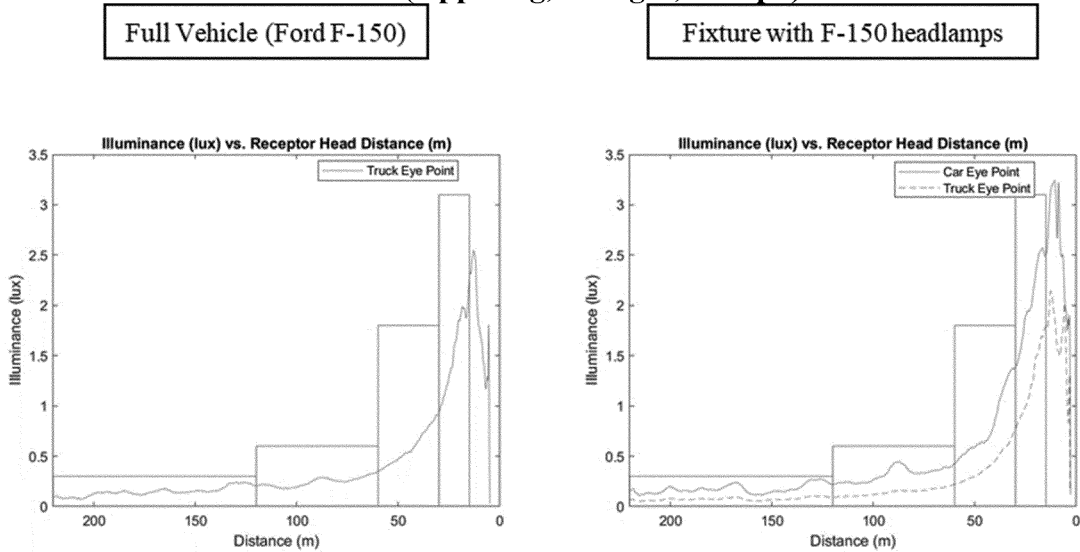 Full Vehicle (Ford F-150)
Fixture with F-150 headlamps
Illuminance (lux) vs. Receptor Head Distance (m)
Truck Eye Point
Illuminance (lux)
3.5
3
2.5
2
1.5
1
0.5
0
200
150
100
50
0
Distance (m)
Illuminance (lux) vs. Receptor Head Distance (m)
Car Eye Point
Truck Eye Point
Illuminance (lux)
3.5
3
2.5
2
1.5
1
0.5
0
200
150
100
50
0
Distance (m)